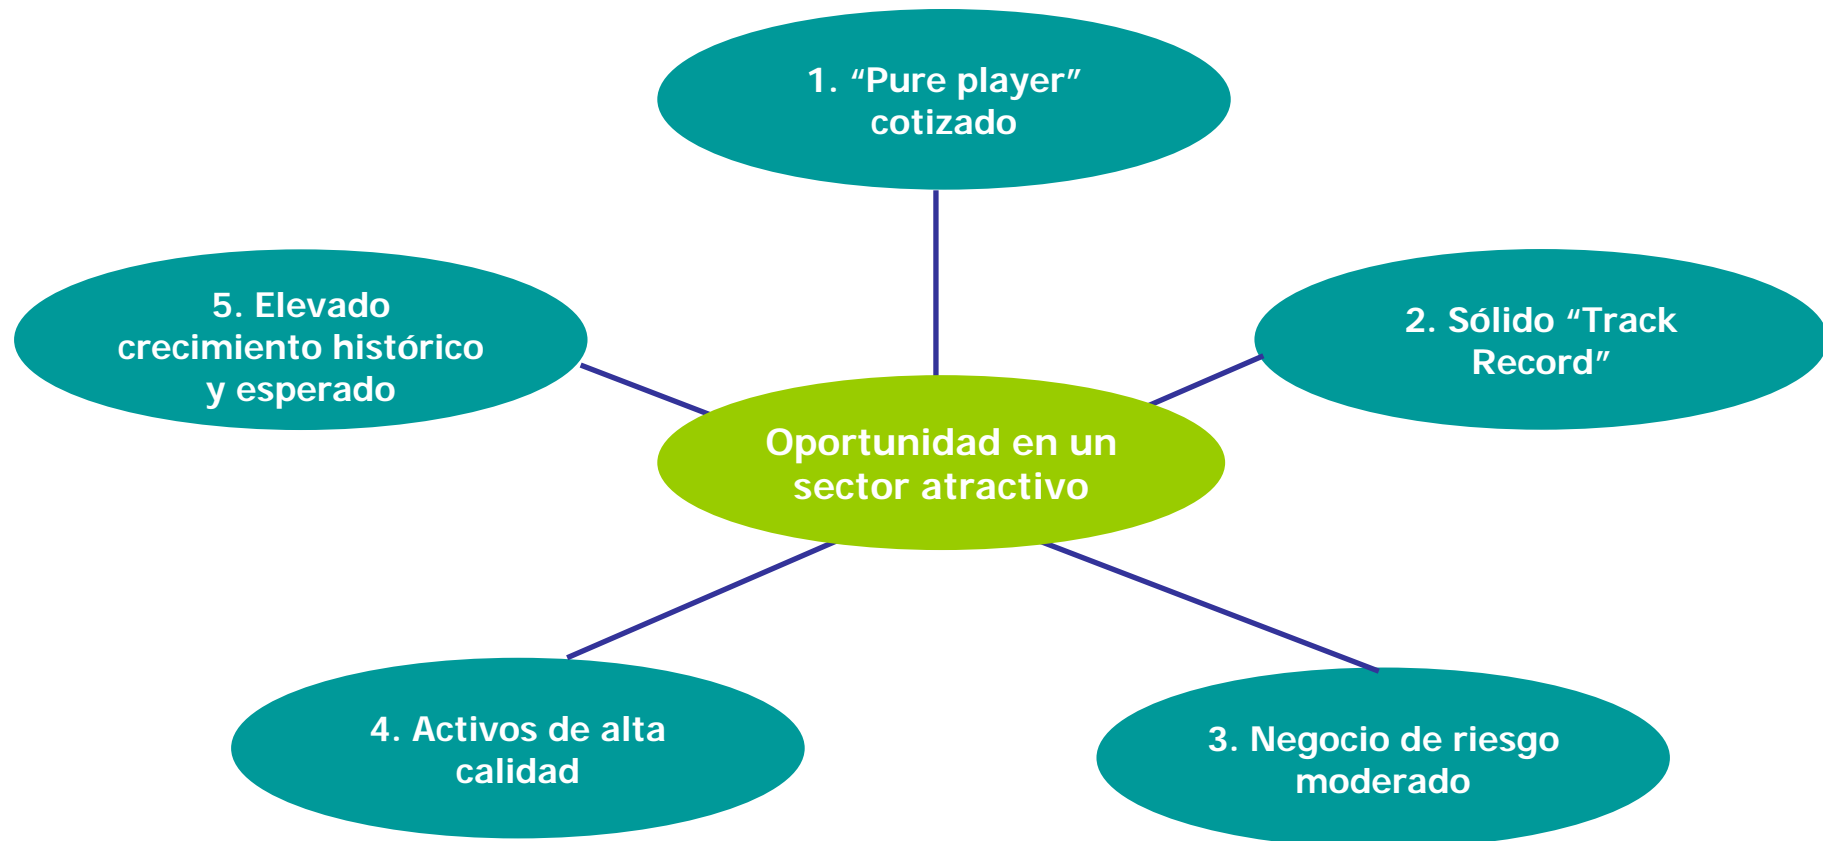 1. “Pure player”
cotizado
2. Sólido “Track
Record”
3. Negocio de riesgo
moderado
4. Activos de alta
calidad
5. Elevado
crecimiento histórico
y esperado
Oportunidad en un
sector atractivo